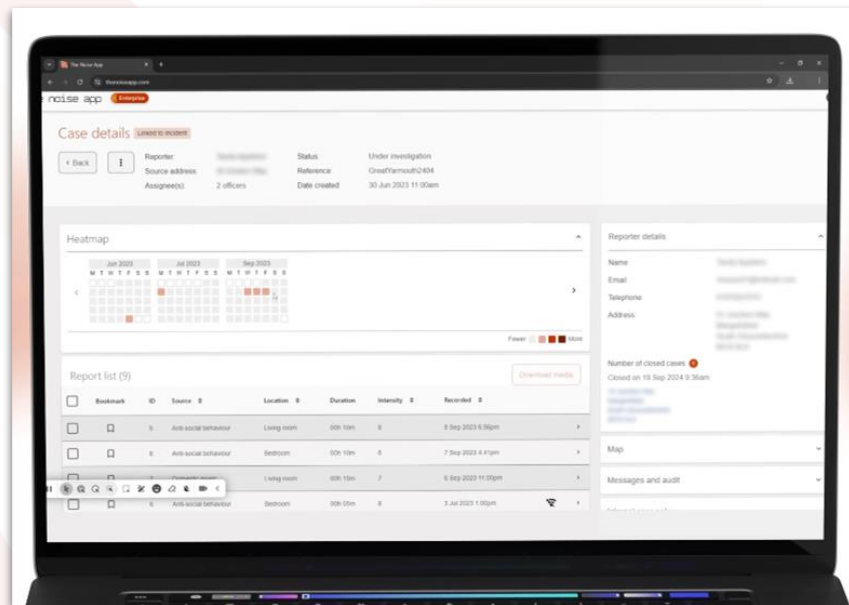 The Noise App
thenoiseapp.com
noise app Enterprise
Case details Linked to incident
Back
Reporter
Source address
Assignee(s) 2 officers
Status Under investigation
Reference GreatYarmouth2404
Date created 30 Jun 2023 11:00am
Heatmap
Jun 2023 Jul 2023 Sep 2023
M T W T F S S M T W T F S S M T W T F S S
Fewer More
Report list (9)
Download media
Bookmark ID Source Location Duration Intensity Recorded
9 Anti-social behaviour Living room 00h 10m 8 Sep 2023 6:56pm
8 Anti-social behaviour Bedroom 00h 10m 7 Sep 2023 4:41pm
Living room 00h 15m 7 6 Sep 2023 11:00pm
6 Anti-social behaviour Bedroom 00h 05m 8 3 Jul 2023 1:00pm
Reporter details
Name
Email
Telephone
Address
Number of closed cases
Closed on 19 Sep 2024 9:36am
Map
Messages and audit